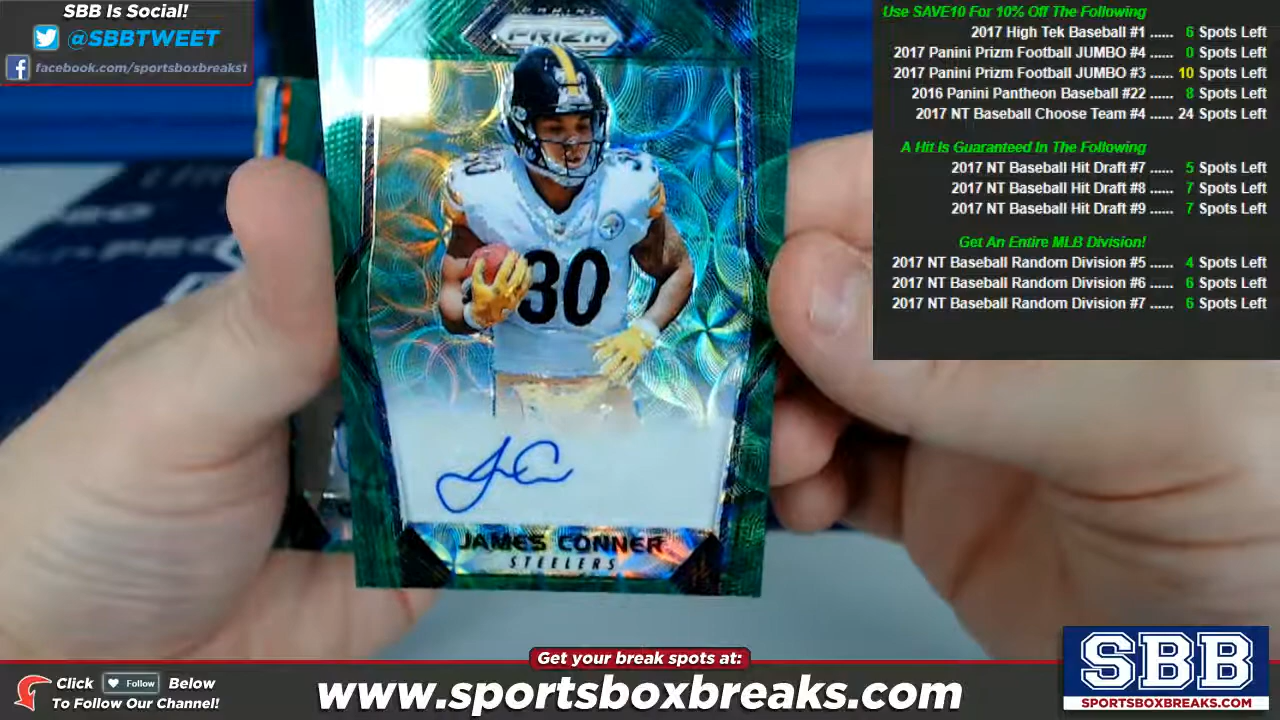 SBB Is Social!
@SBBTWEET
facebook.com/sportsboxbreaks1
Use SAVE10 For 10% Off The Following
2017 High Tek Baseball #1 ...... 6 Spots Left
2017 Panini Prizm Football JUMBO #4 ...... 0 Spots Left
2017 Panini Prizm Football JUMBO #3 ...... 10 Spots Left
2016 Panini Pantheon Baseball #22 ...... 8 Spots Left
2017 NT Baseball Choose Team #4 ...... 24 Spots Left
A Hit Is Guaranteed In The Following
2017 NT Baseball Hit Draft #7 ...... 5 Spots Left
2017 NT Baseball Hit Draft #8 ...... 7 Spots Left
2017 NT Baseball Hit Draft #9 ...... 7 Spots Left
Get An Entire MLB Division!
2017 NT Baseball Random Division #5 ...... 4 Spots Left
2017 NT Baseball Random Division #6 ...... 6 Spots Left
2017 NT Baseball Random Division #7 ...... 6 Spots Left
PANINI
PRIZM
30 30
30
JAMES CONNER
STEELERS
Get your break spots at:
www.sportsboxbreaks.com
Click Follow Below
To Follow Our Channel!
SBB
SPORTSBOXBREAKS.COM